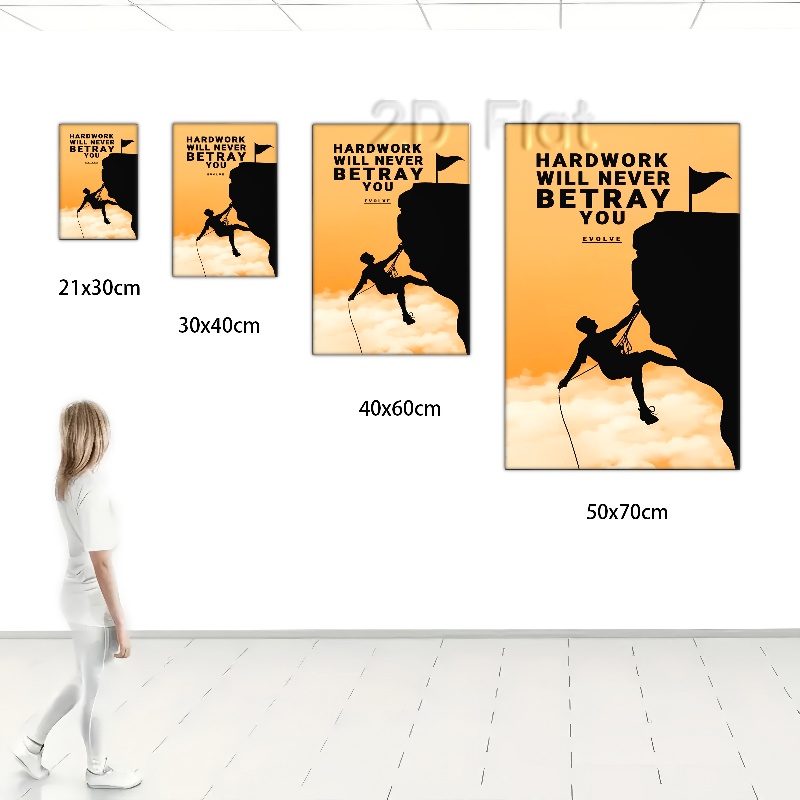 2D Flat
HARDWORK
WILL NEVER
BETRAY
YOU
21x30cm
HARDWORK
WILL NEVER
BETRAY
YOU
EVOLVE
30x40cm
HARDWORK
WILL NEVER
BETRAY
YOU
EVOLVE
40x60cm
HARDWORK
WILL NEVER
BETRAY
YOU
EVOLVE
50x70cm